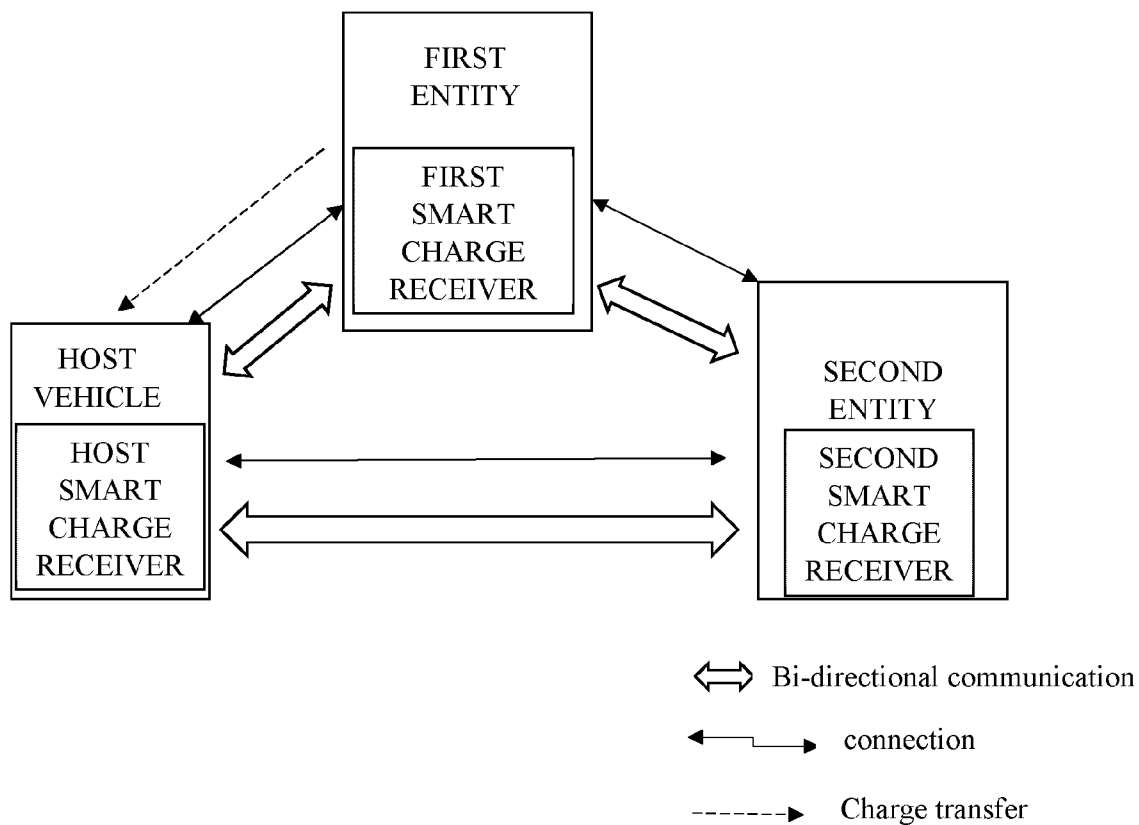 FIRST
ENTITY
FIRST
SMART
CHARGE
RECEIVER
HOST
VEHICLE
HOST
SMART
CHARGE
RECEIVER
SECOND
ENTITY
SECOND
SMART
CHARGE
RECEIVER
Bi-directional communication
connection
Charge transfer